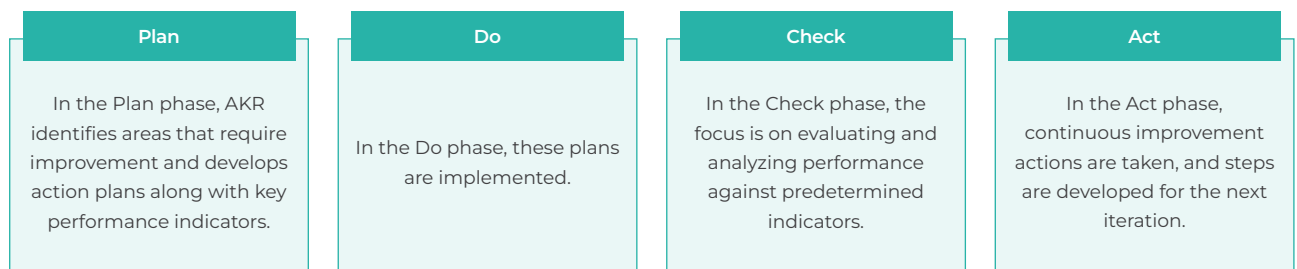 Plan
In the Plan phase, AKR
identifies areas that require
improvement and develops
action plans along with key
performance indicators.
Do
In the Do phase, these plans
are implemented.
Check
In the Check phase, the
focus is on evaluating and
analyzing performance
against predetermined
indicators.
Act
In the Act phase,
continuous improvement
actions are taken, and steps
are developed for the next
iteration.